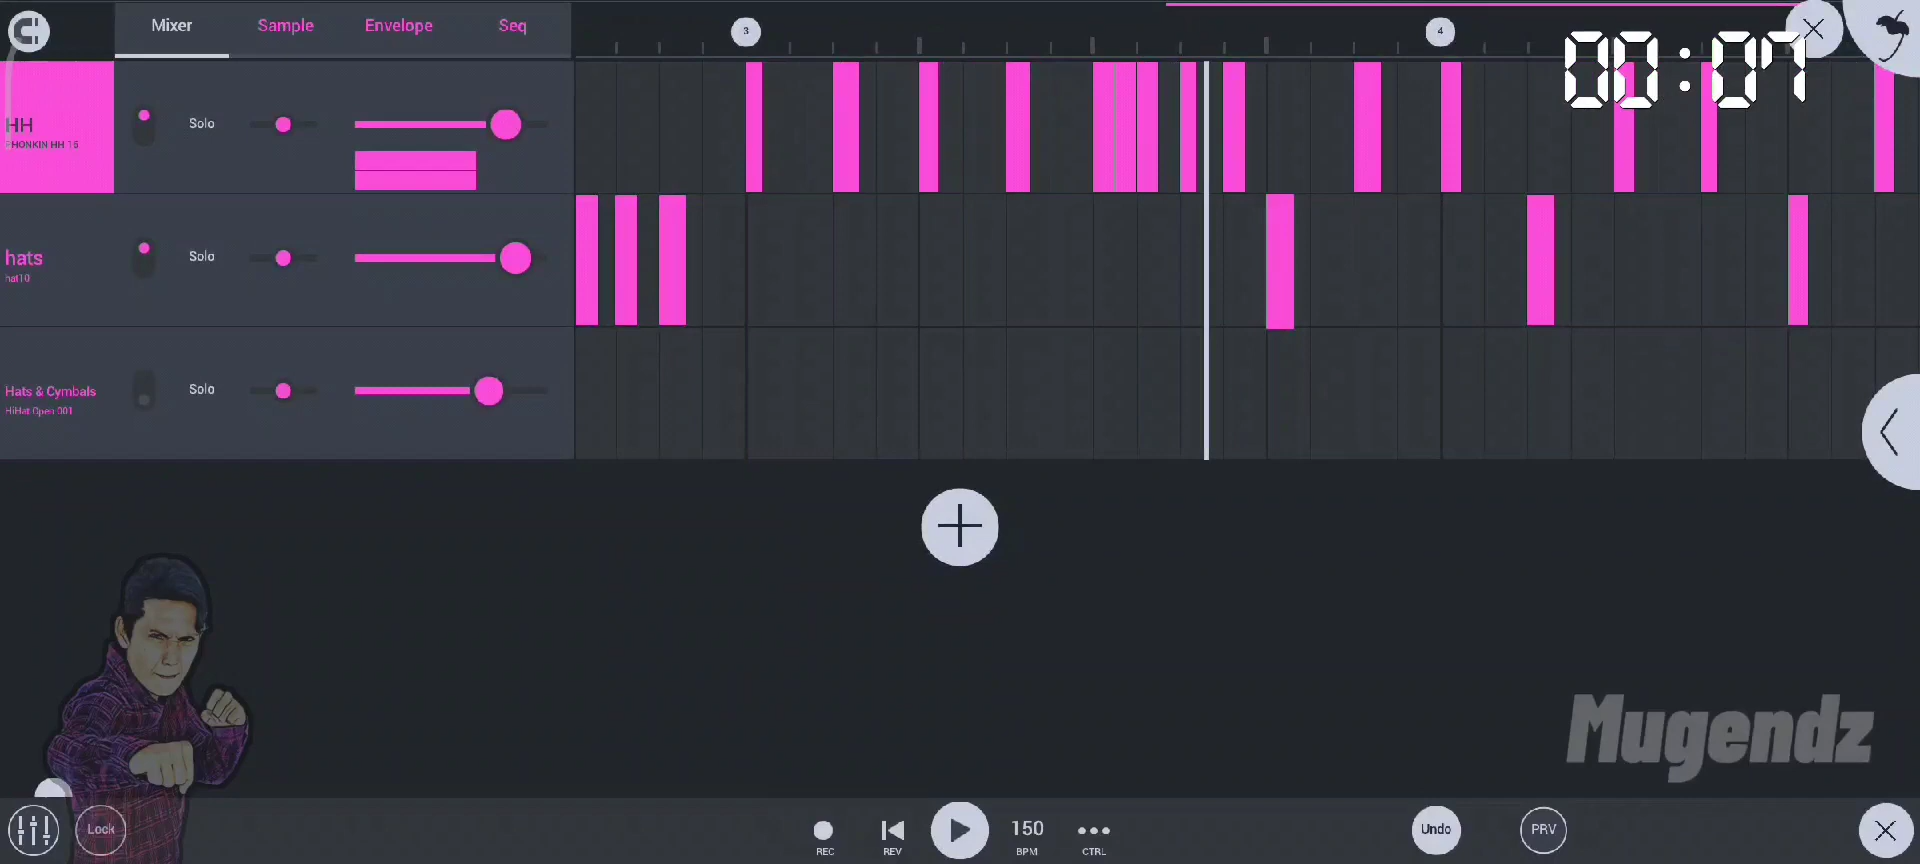 Mixer Sample Envelope Seq
3
4
00:07
HH
PHONKIN HH 15
Solo
hats
hat10
Solo
Hats & Cymbals
HiHat Open 001
Solo
Mugendz
Lock
REC
REV
150
BPM
CTRL
Undo
PRV